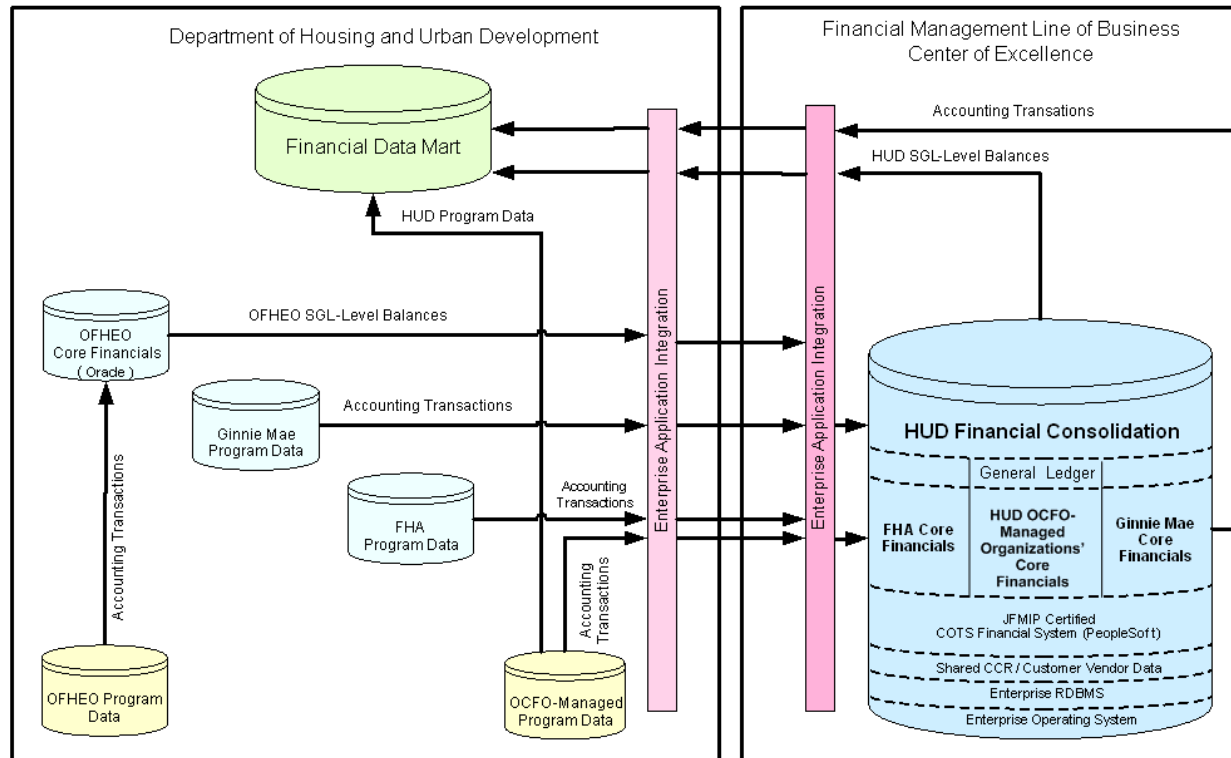 Department of Housing and Urban Development
Financial Management Line of Business
Center of Excellence
Financial Data Mart
Accounting Transations
HUD SGL-Level Balances
HUD Program Data
OFHEO
Core Financials
( Orade )
OFHEO SGL-Level Balances
Ginnie Mae
Program Data
Accounting Transactions
FHA
Program Data
Accounting
Transactions
Accounting Transactions
OFHEO Program
Data
Accounting
Transactions
OCFO-Managed
Program Data
Enterprise Application Integration
Enterprise Application Integration
HUD Financial Consolidation
General Ledger
FHA Core
Financials
HUD OCFO-
Managed
Organizations'
Core
Financials
Ginnie Mae
Core
Financials
JFMIP Certified
COTS Financial System (PeopleSoft)
Shared CCR / Customer Vendor Data
Enterprise RDBMS
Enterprise Operating System